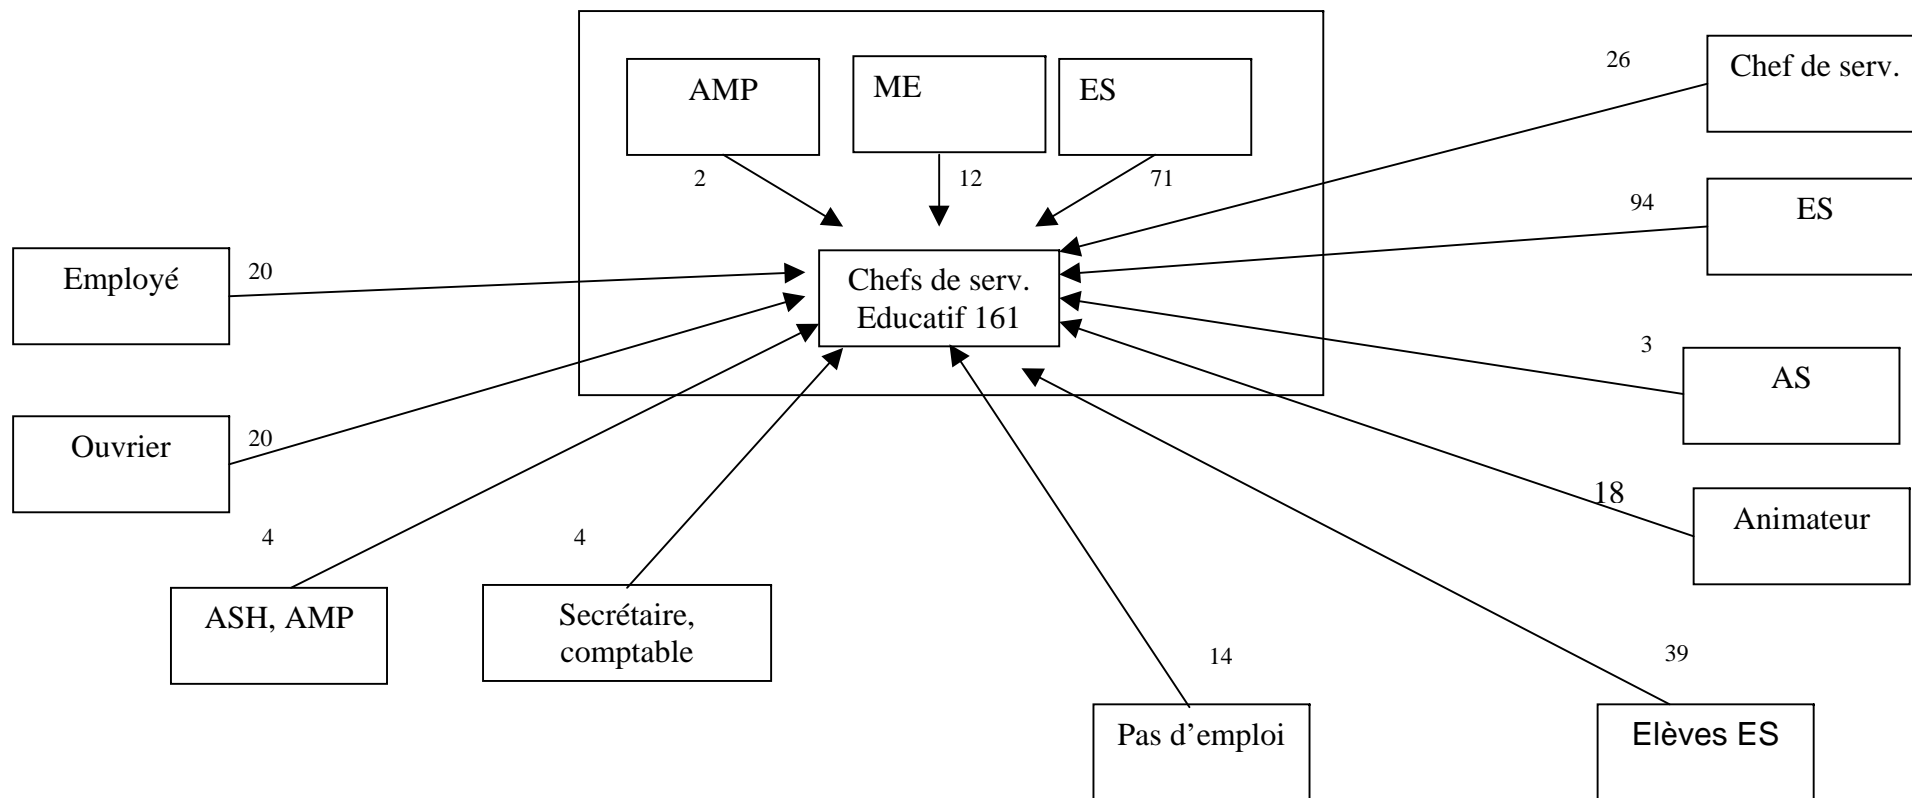 26
Chef de serv.
AMP
ME
ES
2
12
71
94
ES
Employé
20
Chefs de serv.
Educatif 161
3
AS
Ouvrier
20
18
Animateur
4
4
ASH, AMP
Secrétaire,
comptable
14
39
Pas d’emploi
Elèves ES